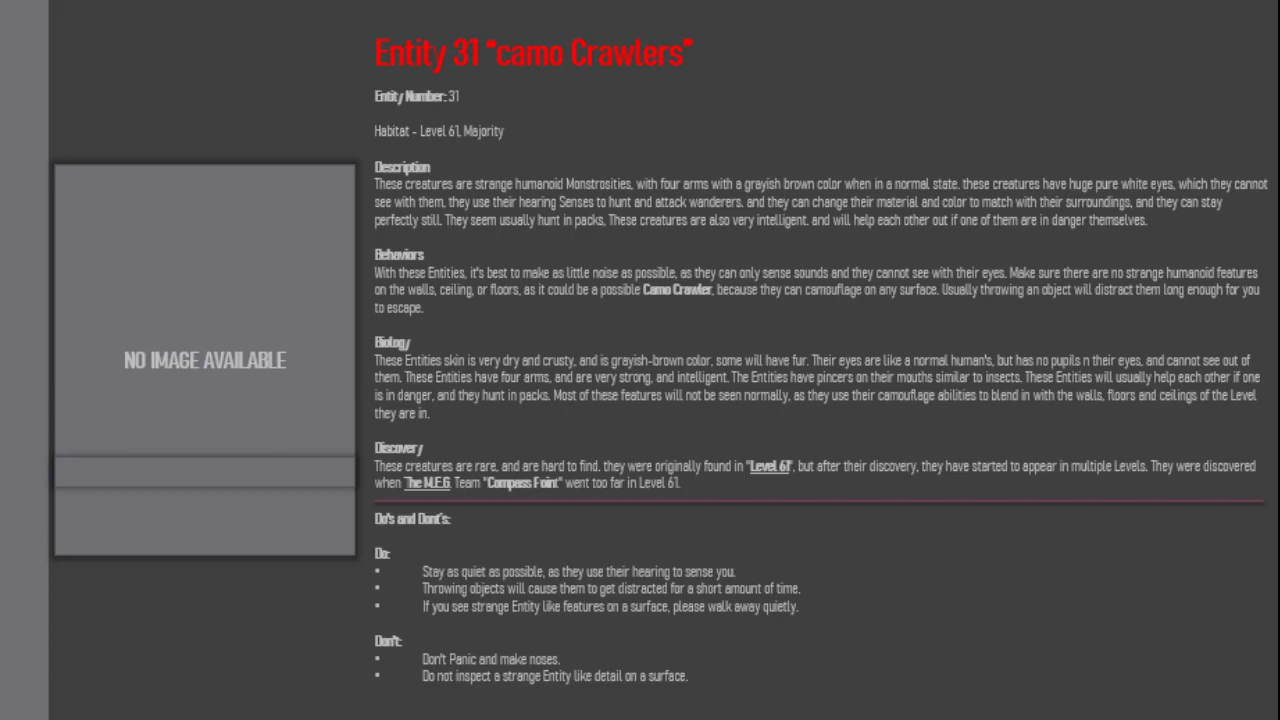 Entity 31 “camo Crawlers”
Entity Number: 31
Habitat - Level 61, Majority
Description
These creatures are strange humanoid Monstrosities, with four arms with a grayish brown color when in a normal state. these creatures have huge pure white eyes, which they cannot
see with them, they use their hearing Senses to hunt and attack wanderers. and they can change their material and color to match with their surroundings, and they can stay
perfectly still. They seem usually hunt in packs, These creatures are also very intelligent. and will help each other out if one of them are in danger themselves.
Behaviors
With these Entities, it's best to make as little noise as possible, as they can only sense sounds and they cannot see with their eyes. Make sure there are no strange humanoid features
on the walls, ceiling, or floors, as it could be a possible Camo Crawler, because they can camouflage on any surface. Usually throwing an object will distract them long enough for you
to escape.
NO IMAGE AVAILABLE
Biology
These Entities skin is very dry and crusty, and is grayish-brown color, some will have fur. Their eyes are like a normal human's, but has no pupils n their eyes, and cannot see out of
them. These Entities have four arms, and are very strong, and intelligent. The Entities have pincers on their mouths similar to insects. These Entities will usually help each other if one
is in danger, and they hunt in packs. Most of these features will not be seen normally, as they use their camouflage abilities to blend in with the walls, floors and ceilings of the Level
they are in.
Discovery
These creatures are rare, and are hard to find. they were originally found in "Level 61", but after their discovery, they have started to appear in multiple Levels. They were discovered
when The M.E.G. Team "Compass Point" went too far in Level 61.
Do's and Dont's:
Do:
• Stay as quiet as possible, as they use their hearing to sense you.
• Throwing objects will cause them to get distracted for a short amount of time.
• If you see strange Entity like features on a surface, please walk away quietly.
Don't:
• Don't Panic and make noses.
• Do not inspect a strange Entity like detail on a surface.